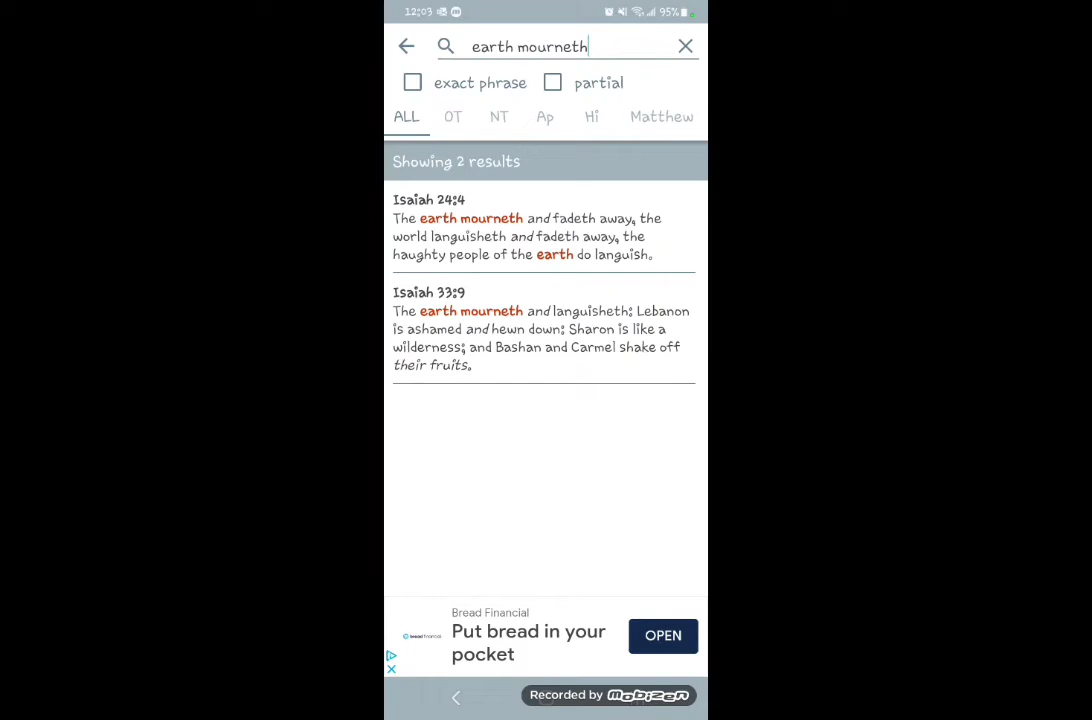 12:03 95%
earth mourneth
exact phrase partial
ALL OT NT Ap Hi Matthew
Showing 2 results
Isaiah 24:4
The earth mourneth and fadeth away, the
world languisheth and fadeth away, the
haughty people of the earth do languish.
Isaiah 33:9
The earth mourneth and languisheth: Lebanon
is ashamed and hewn down: Sharon is like a
wilderness; and Bashan and Carmel shake off
their fruits.
Bread Financial
bread financial
Put bread in your
pocket
OPEN
Recorded by mobizen